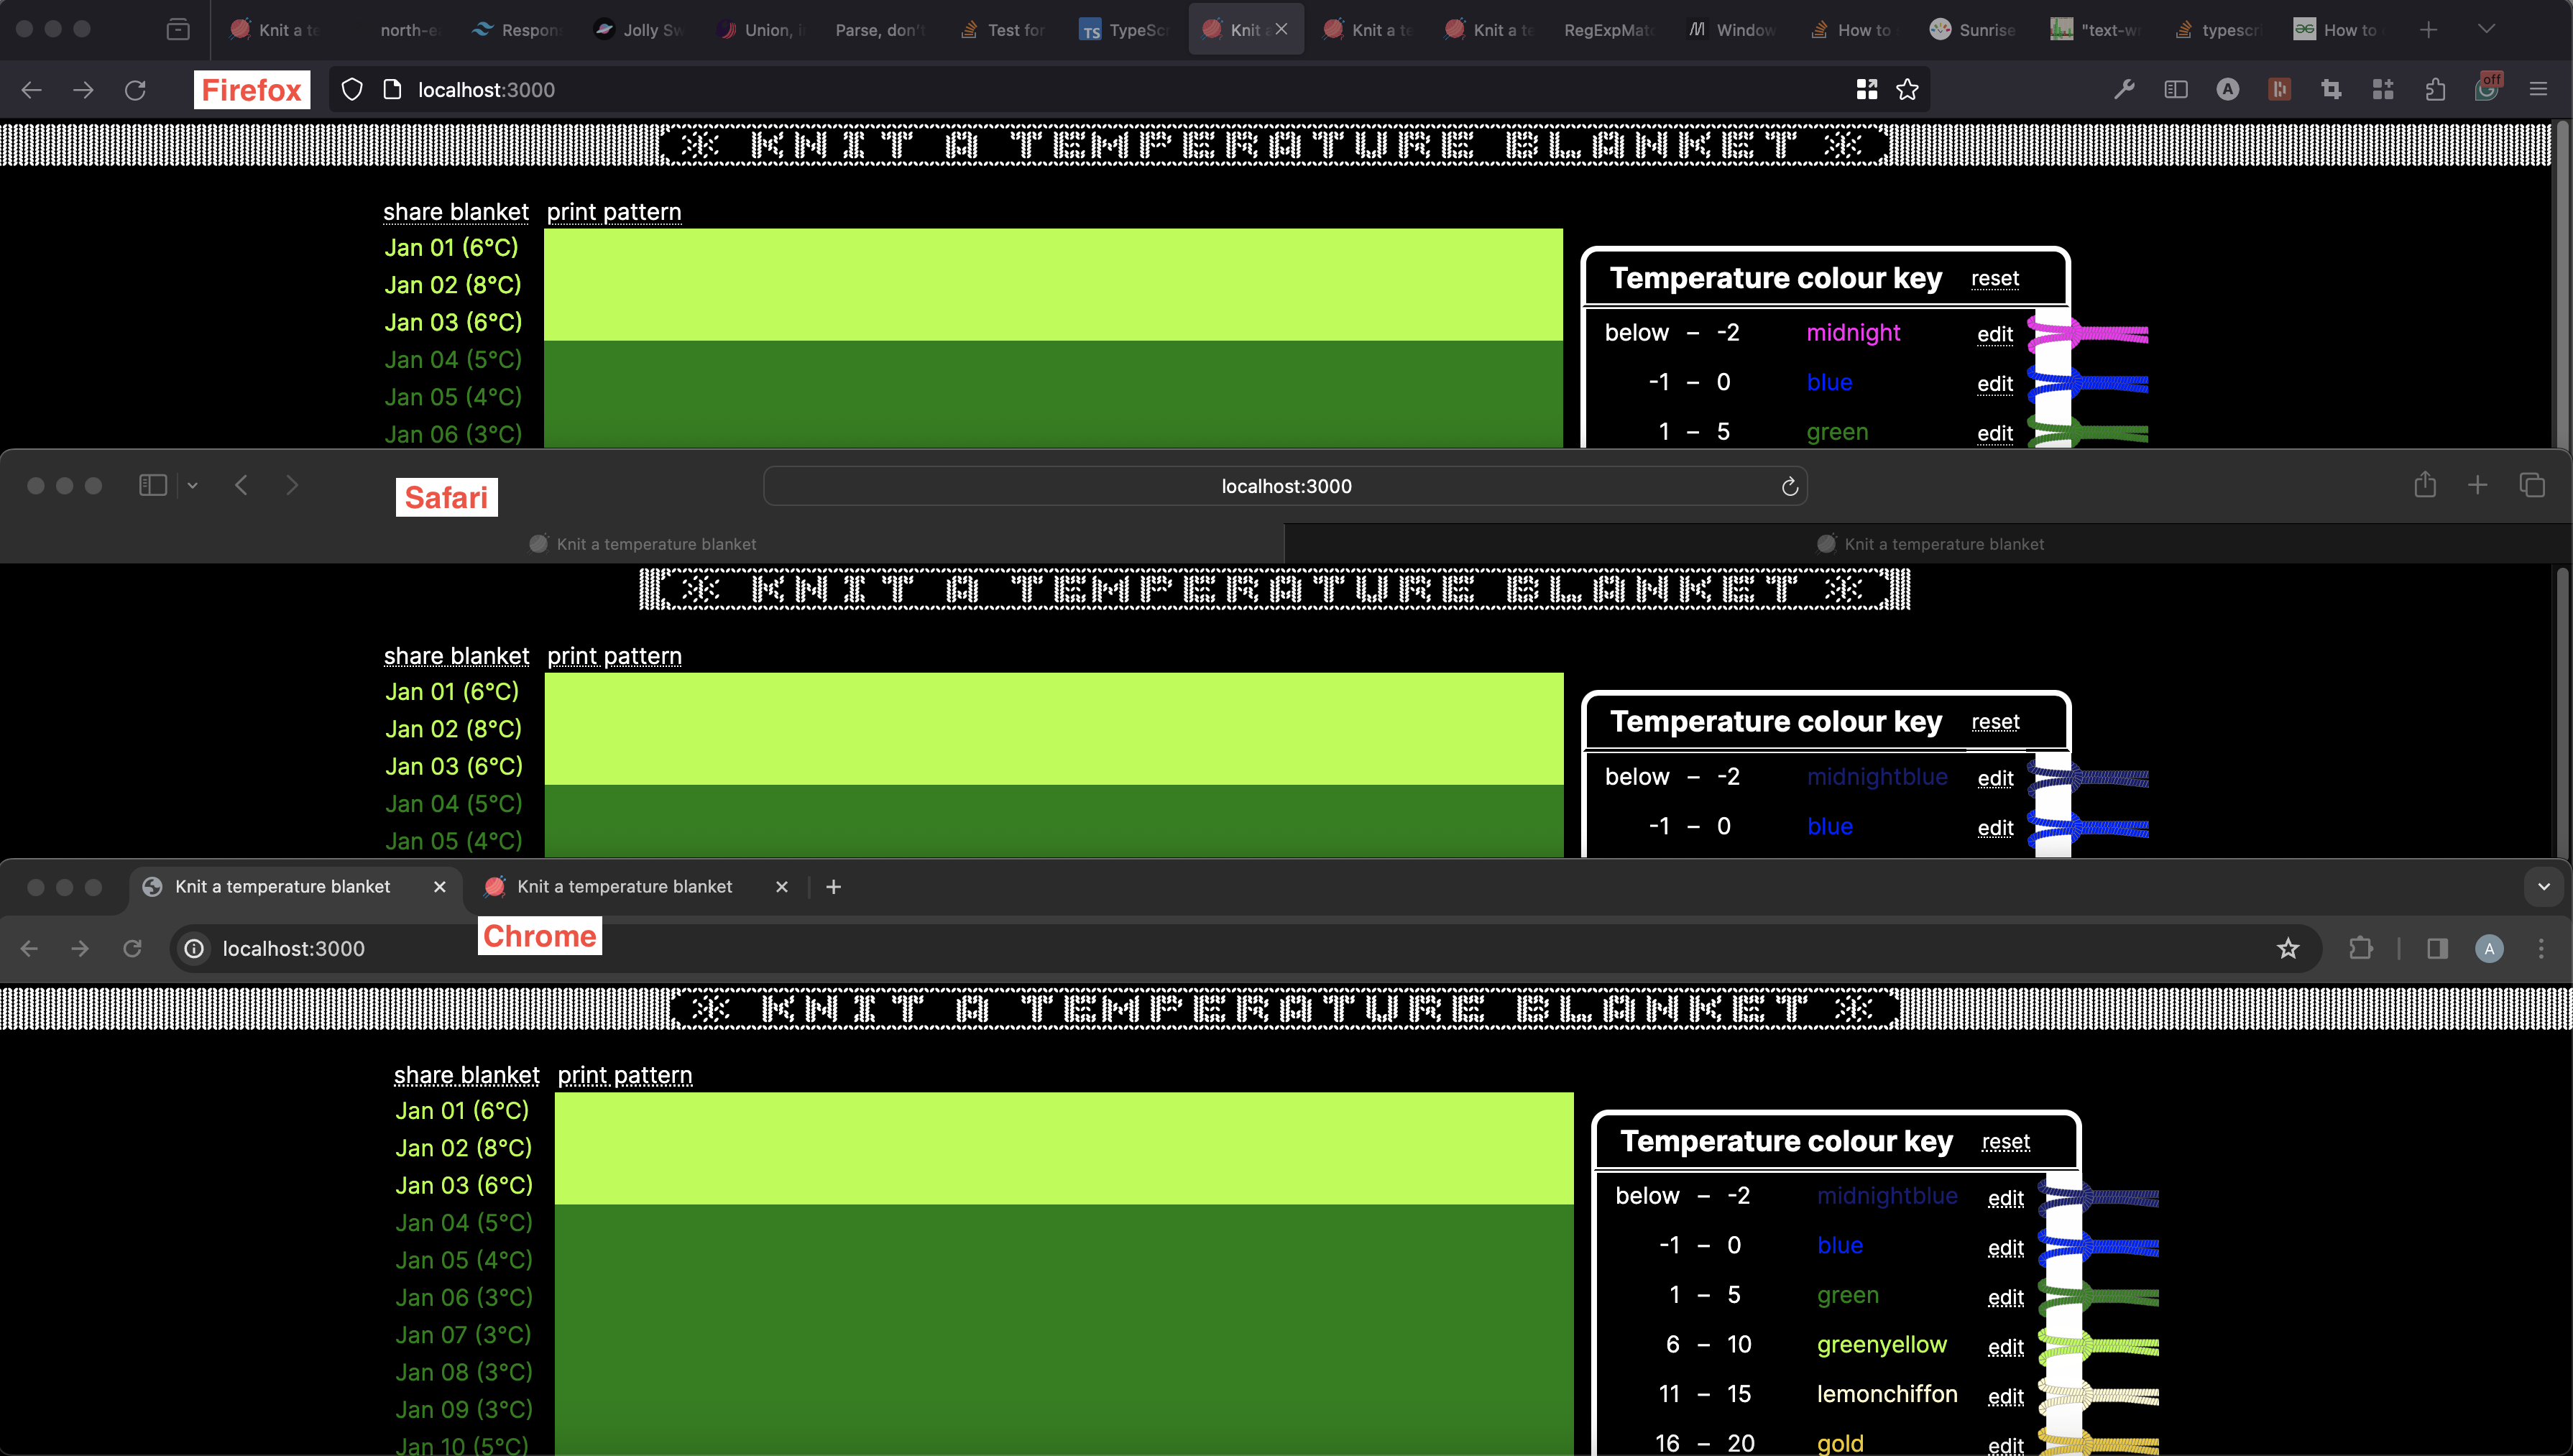 Knit a te
north-e
Respon
Jolly Sw
Union, i
Parse, don't
Test for
TypeScr
Knit
Knit a te
Knit a te
RegExpMat
Window
How to
Sunrise
"text-w
typescri
How to
Firefox
localhost:3000
off
※ KNIT A TEMPERATURE BLANKET ※
share blanket print pattern
Jan 01 (6°C)
Jan 02 (8°C)
Jan 03 (6°C)
Jan 04 (5°C)
Jan 05 (4°C)
Jan 06 (3°C)
Temperature colour key reset
below – -2 midnight edit
-1 – 0 blue edit
1 – 5 green edit
Safari
localhost:3000
Knit a temperature blanket
Knit a temperature blanket
※ KNIT A TEMPERATURE BLANKET ※
share blanket print pattern
Jan 01 (6°C)
Jan 02 (8°C)
Jan 03 (6°C)
Jan 04 (5°C)
Jan 05 (4°C)
Temperature colour key reset
below – -2 midnightblue edit
-1 – 0 blue edit
Knit a temperature blanket
Knit a temperature blanket
Chrome
localhost:3000
A
※ KNIT A TEMPERATURE BLANKET ※
share blanket print pattern
Jan 01 (6°C)
Jan 02 (8°C)
Jan 03 (6°C)
Jan 04 (5°C)
Jan 05 (4°C)
Jan 06 (3°C)
Jan 07 (3°C)
Jan 08 (3°C)
Jan 09 (3°C)
Jan 10 (5°C)
Temperature colour key reset
below – -2 midnightblue edit
-1 – 0 blue edit
1 – 5 green edit
6 – 10 greenyellow edit
11 – 15 lemonchiffon edit
16 – 20 gold edit